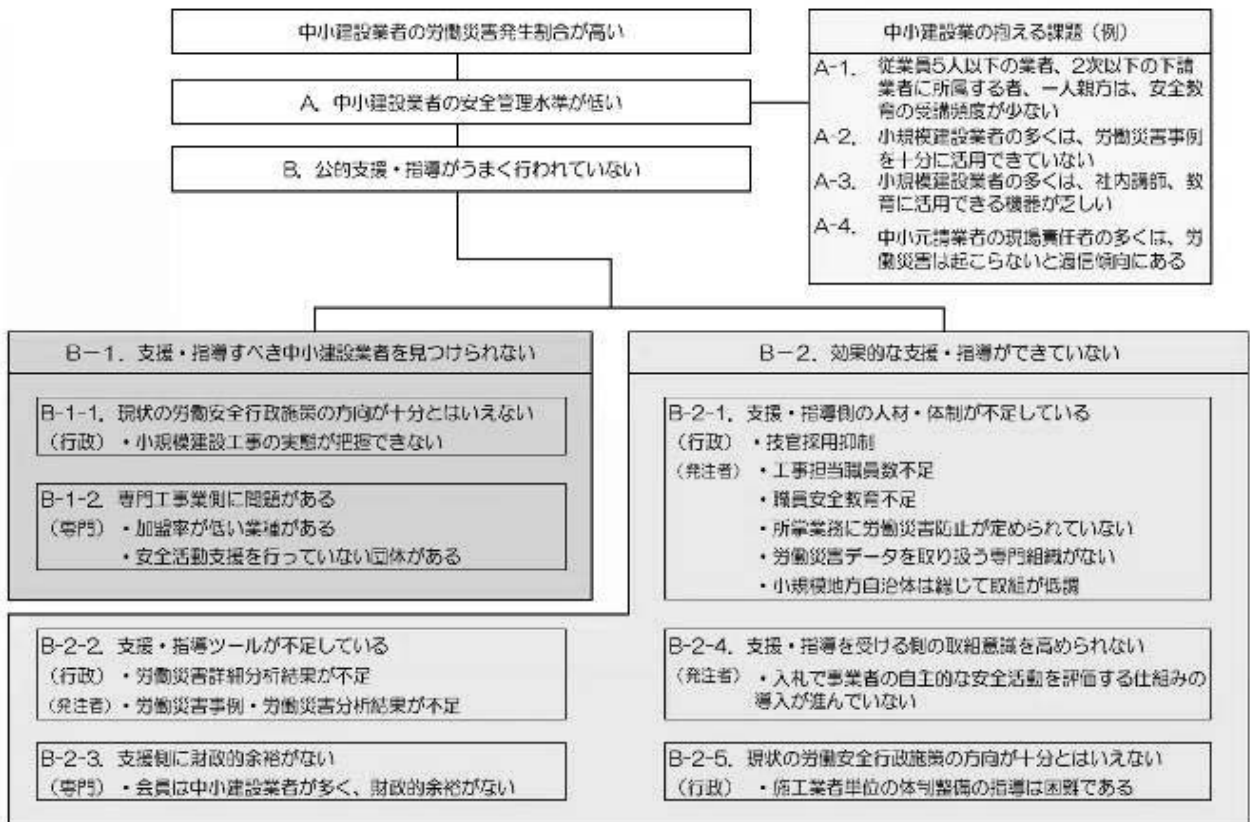 中小建設業者の労働災害発生割合が高い
A. 中小建設業者の安全管理水準が低い
B. 公的支援・指導がうまく行われていない
中小建設業の抱える課題（例）
A-1. 従業員5人以下の業者、2次以下の下請
業者に所属する者、一人親方は、安全教
育の受講頻度が少ない
A-2. 小規模建設業者の多くは、労働災害事例
を十分に活用できていない
A-3. 小規模建設業者の多くは、社内講師、教
育に活用できる機器が乏しい
A-4. 中小元請業者の現場責任者の多くは、労
働災害は起こらないと過信傾向にある
B－1. 支援・指導すべき中小建設業者を見つけられない
B-1-1. 現状の労働安全行政施策の方向が十分とはいえない
（行政）・小規模建設工事の実態が把握できない
B-1-2. 専門工事業側に問題がある
（専門）・加盟率が低い業種がある
・安全活動支援を行っていない団体がある
B－2. 効果的な支援・指導ができていない
B-2-1. 支援・指導側の人材・体制が不足している
（行政）・技官採用抑制
（発注者）・工事担当職員数不足
・職員安全教育不足
・所掌業務に労働災害防止が定められていない
・労働災害データを取り扱う専門組織がない
・小規模地方自治体は総じて取組が低調
B-2-2. 支援・指導ツールが不足している
（行政）・労働災害詳細分析結果が不足
（発注者）・労働災害事例・労働災害分析結果が不足
B-2-3. 支援側に財政的余裕がない
（専門）・会員は中小建設業者が多く、財政的余裕がない
B-2-4. 支援・指導を受ける側の取組意識を高められない
（発注者）・入札で事業者の自主的な安全活動を評価する仕組みの
導入が進んでいない
B-2-5. 現状の労働安全行政施策の方向が十分とはいえない
（行政）・施工業者単位の体制整備の指導は困難である